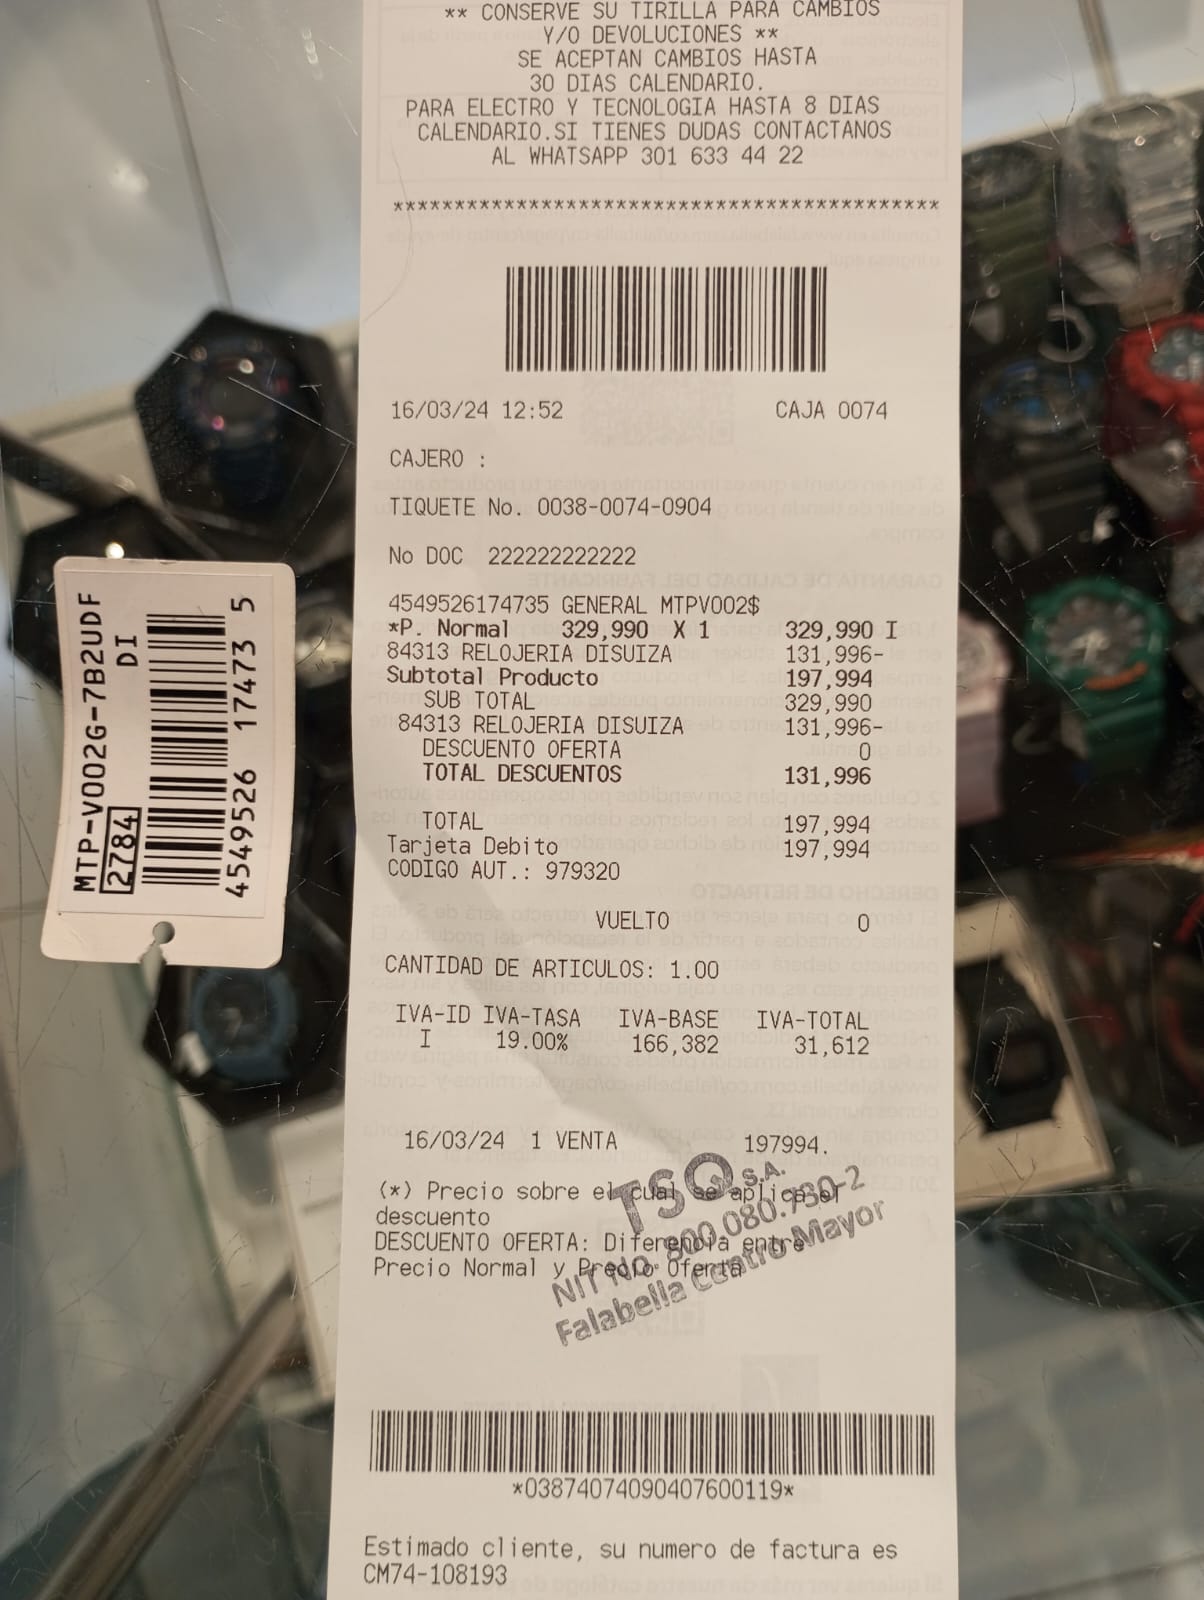 ** CONSERVE SU TIRILLA PARA CAMBIOS
Y/O DEVOLUCIONES **
SE ACEPTAN CAMBIOS HASTA
30 DIAS CALENDARIO.
PARA ELECTRO Y TECNOLOGIA HASTA 8 DIAS
CALENDARIO.SI TIENES DUDAS CONTACTANOS
AL WHATSAPP 301 633 44 22
********************************************
16/03/24 12:52 CAJA 0074
CAJERO :
TIQUETE No. 0038-0074-0904
No DOC 222222222222
4549526174735 GENERAL MTPV002$
*P. Normal 329,990 X 1 329,990 I
84313 RELOJERIA DISUIZA 131,996-
Subtotal Producto 197,994
SUB TOTAL 329,990
84313 RELOJERIA DISUIZA 131,996-
DESCUENTO OFERTA 0
TOTAL DESCUENTOS 131,996
TOTAL 197,994
Tarjeta Debito 197,994
CODIGO AUT.: 979320
VUELTO 0
CANTIDAD DE ARTICULOS: 1.00
IVA-ID IVA-TASA IVA-BASE IVA-TOTAL
I 19.00% 166,382 31,612
16/03/24 1 VENTA 197994.
(*) Precio sobre el cual se aplica el
descuento
DESCUENTO OFERTA: Diferencia entre
Precio Normal y Precio Oferta
TSQ S.A.
NIT No. 800.080.730-2
Falabella Centro Mayor
*03874074090407600119*
Estimado cliente, su numero de factura es
CM74-108193
MTP-V002G-7B2UDF
2784 DI
4549526 17473 5